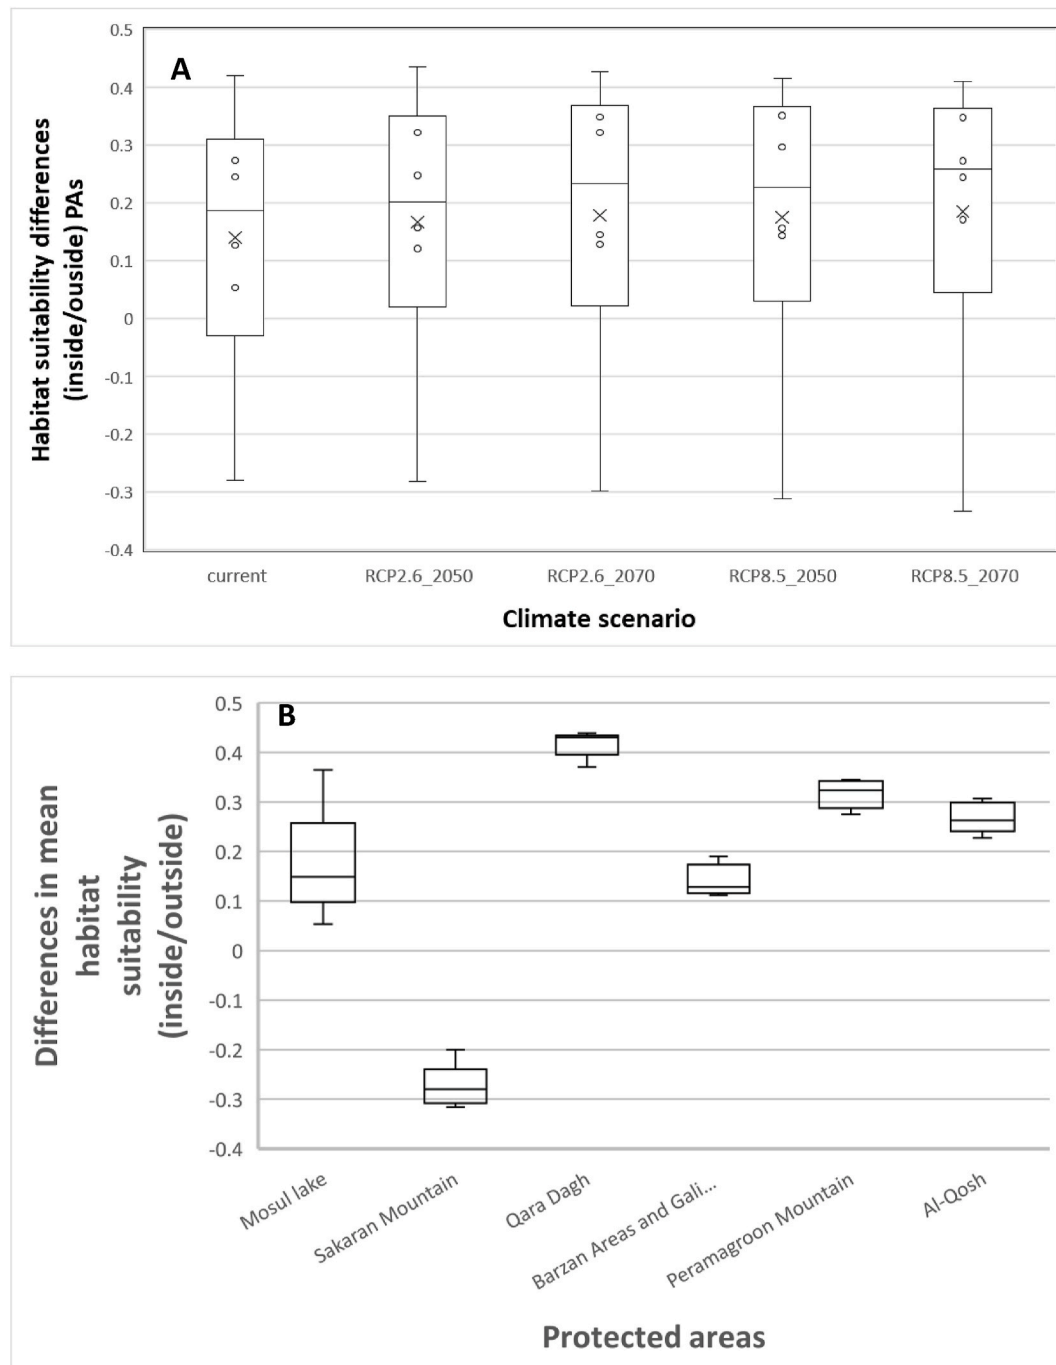 A
Habitat suitability differences
(inside/ouside) PAs
0.5
0.4
0.3
0.2
0.1
0
-0.1
-0.2
-0.3
-0.4
current
RCP2.6_2050
RCP2.6_2070
RCP8.5_2050
RCP8.5_2070
Climate scenario
B
Differences in mean
habitat
suitability
(inside/outside)
0.5
0.4
0.3
0.2
0.1
0
-0.1
-0.2
-0.3
-0.4
Mosul lake
Sakaran Mountain
Qara Dagh
Barzan Areas and Gali...
Peramagroon Mountain
Al-Qosh
Protected areas